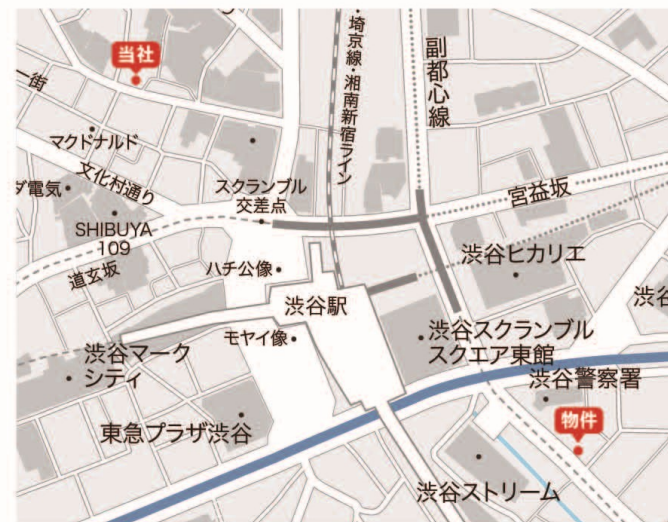 当社
一街
マクドナルド
ダ電気
文化村通り
SHIBUYA
109
道玄坂
スクランブル
交差点
ハチ公像
・埼京線・湘南新宿ライン
副都心線
宮益坂
渋谷ヒカリエ
渋谷駅
モヤイ像
渋谷スクランブル
スクエア東館
渋谷
渋谷マーク
シティ
東急プラザ渋谷
渋谷警察署
物件
渋谷ストリーム